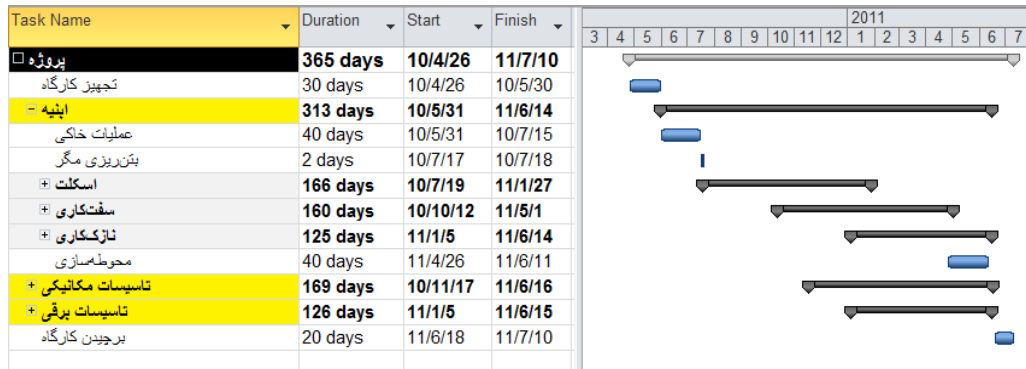 Task Name Duration Start Finish 2011
3 4 5 6 7 8 9 10 11 12 1 2 3 4 5 6 7
پروژه 365 days 10/4/26 11/7/10
تجهیز کارگاه 30 days 10/4/26 10/5/30
ابنیه 313 days 10/5/31 11/6/14
عملیات خاکی 40 days 10/5/31 10/7/15
بتن‌ریزی مگر 2 days 10/7/17 10/7/18
اسکلت 166 days 10/7/19 11/1/27
سفت‌کاری 160 days 10/10/12 11/5/1
نازک‌کاری 125 days 11/1/5 11/6/14
محوطه‌سازی 40 days 11/4/26 11/6/11
تاسیسات مکانیکی 169 days 10/11/17 11/6/16
تاسیسات برقی 126 days 11/1/5 11/6/15
برچیدن کارگاه 20 days 11/6/18 11/7/10